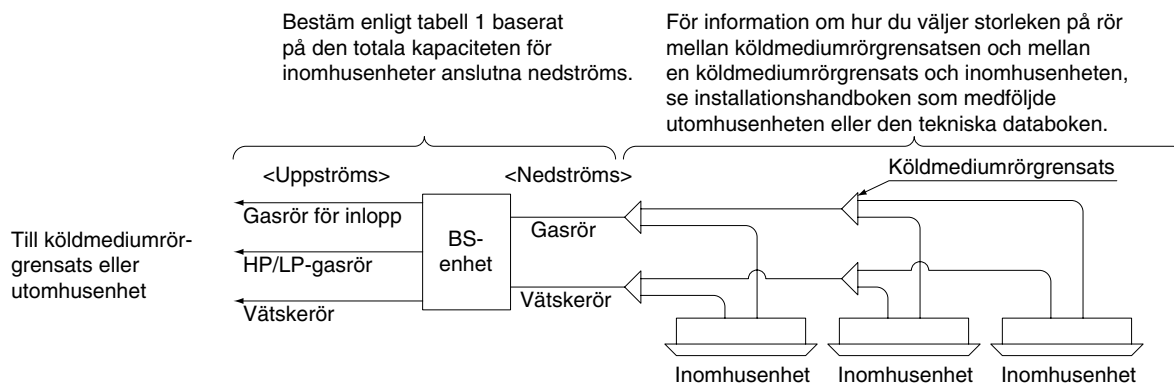 Bestäm enligt tabell 1 baserat
på den totala kapaciteten för
inomhusenheter anslutna nedströms.
För information om hur du väljer storleken på rör
mellan köldmediumrörgrensatsen och mellan
en köldmediumrörgrensats och inomhusenheten,
se installationshandboken som medföljde
utomhusenheten eller den tekniska databoken.
<Uppströms>
<Nedströms>
Köldmediumrörgrensats
Gasrör för inlopp
Gasrör
Till köldmediumrör-
grensats eller
utomhusenhet
BS-
enhet
HP/LP-gasrör
Vätskerör
Vätskerör
Inomhusenhet
Inomhusenhet
Inomhusenhet